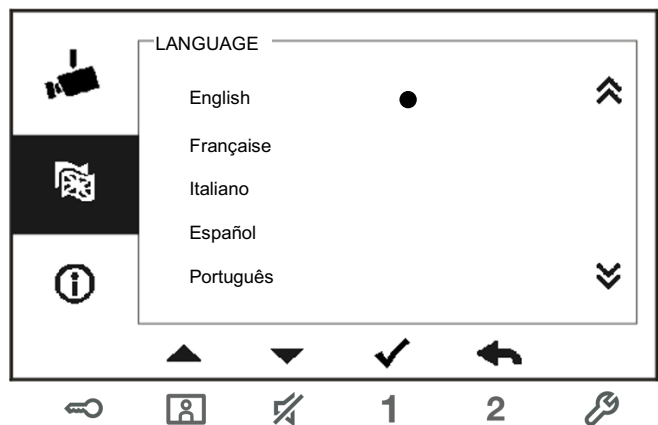 LANGUAGE
English
Française
Italiano
Español
Português
1 2